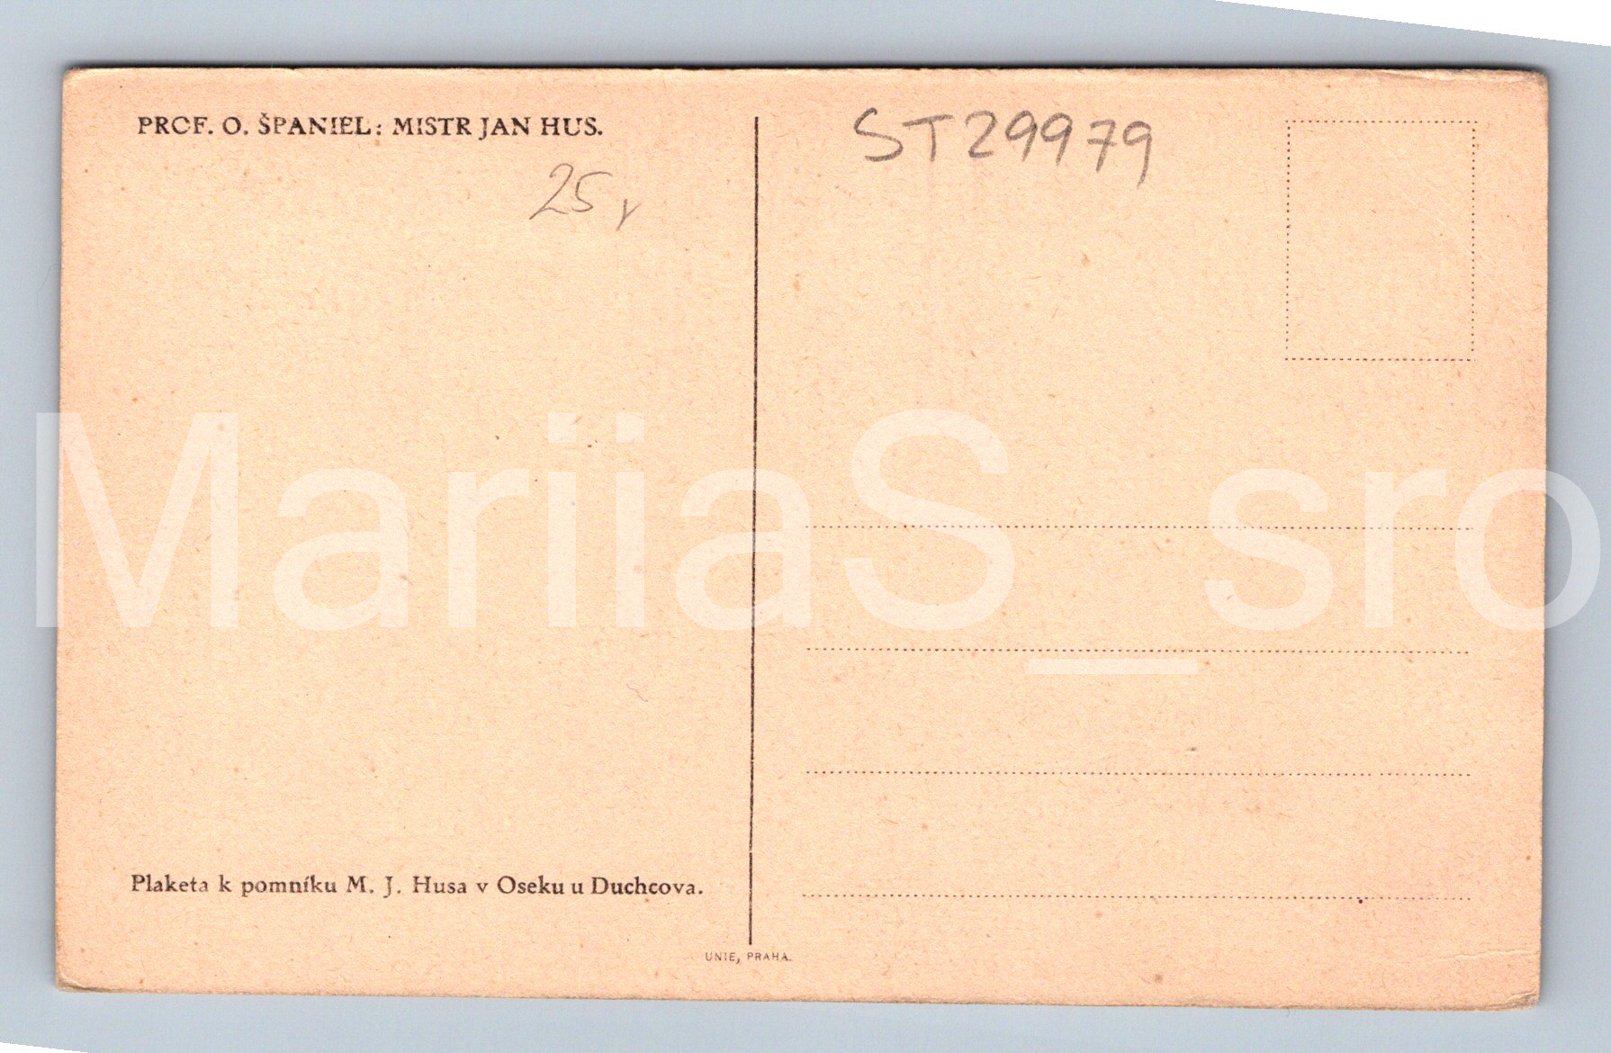 PROF. O. ŠPANIEL: MISTR JAN HUS.
ST29979
25,
MariiaS_sro
Plaketa k pomníku M. J. Husa v Oseku u Duchcova.
UNIE, PRAHA.